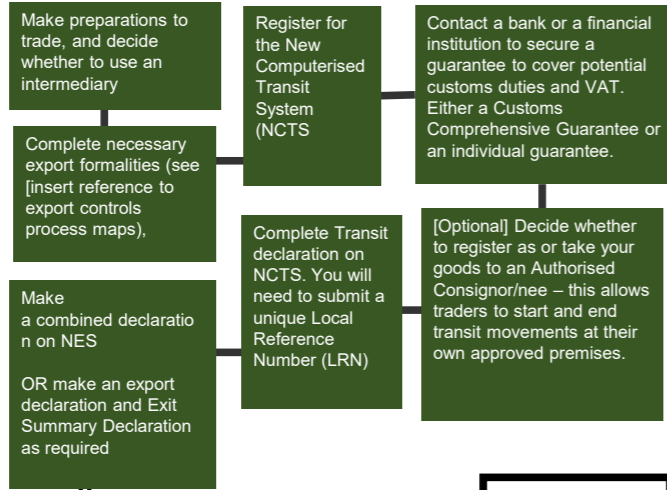 Make preparations to
trade, and decide
whether to use an
intermediary
Complete necessary
export formalities (see
[insert reference to
export controls
process maps),
Register for
the New
Computerised
Transit
System
(NCTS
Contact a bank or a financial
institution to secure a
guarantee to cover potential
customs duties and VAT.
Either a Customs
Comprehensive Guarantee or
an individual guarantee.
[Optional] Decide whether
to register as or take your
goods to an Authorised
Consignor/nee – this allows
traders to start and end
transit movements at their
own approved premises.
Complete Transit
declaration on
NCTS. You will
need to submit a
unique Local
Reference
Number (LRN)
Make
a combined declaratio
n on NES
OR make an export
declaration and Exit
Summary Declaration
as required